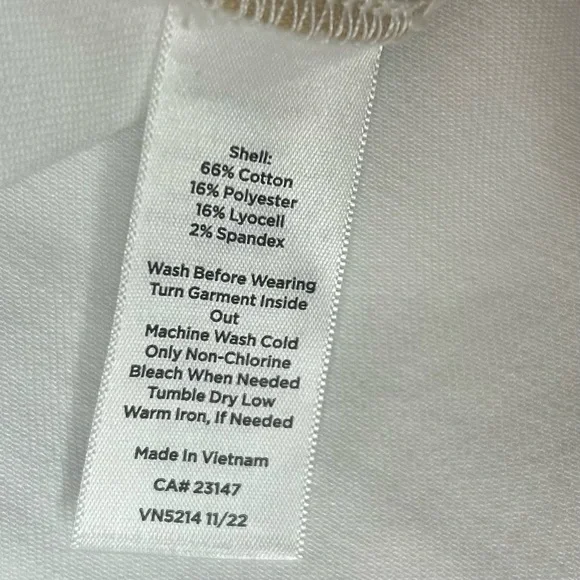 Shell:
66% Cotton
16% Polyester
16% Lyocell
2% Spandex
Wash Before Wearing
Turn Garment Inside
Out
Machine Wash Cold
Only Non-Chlorine
Bleach When Needed
Tumble Dry Low
Warm Iron, If Needed
Made In Vietnam
CA# 23147
VN5214 11/22